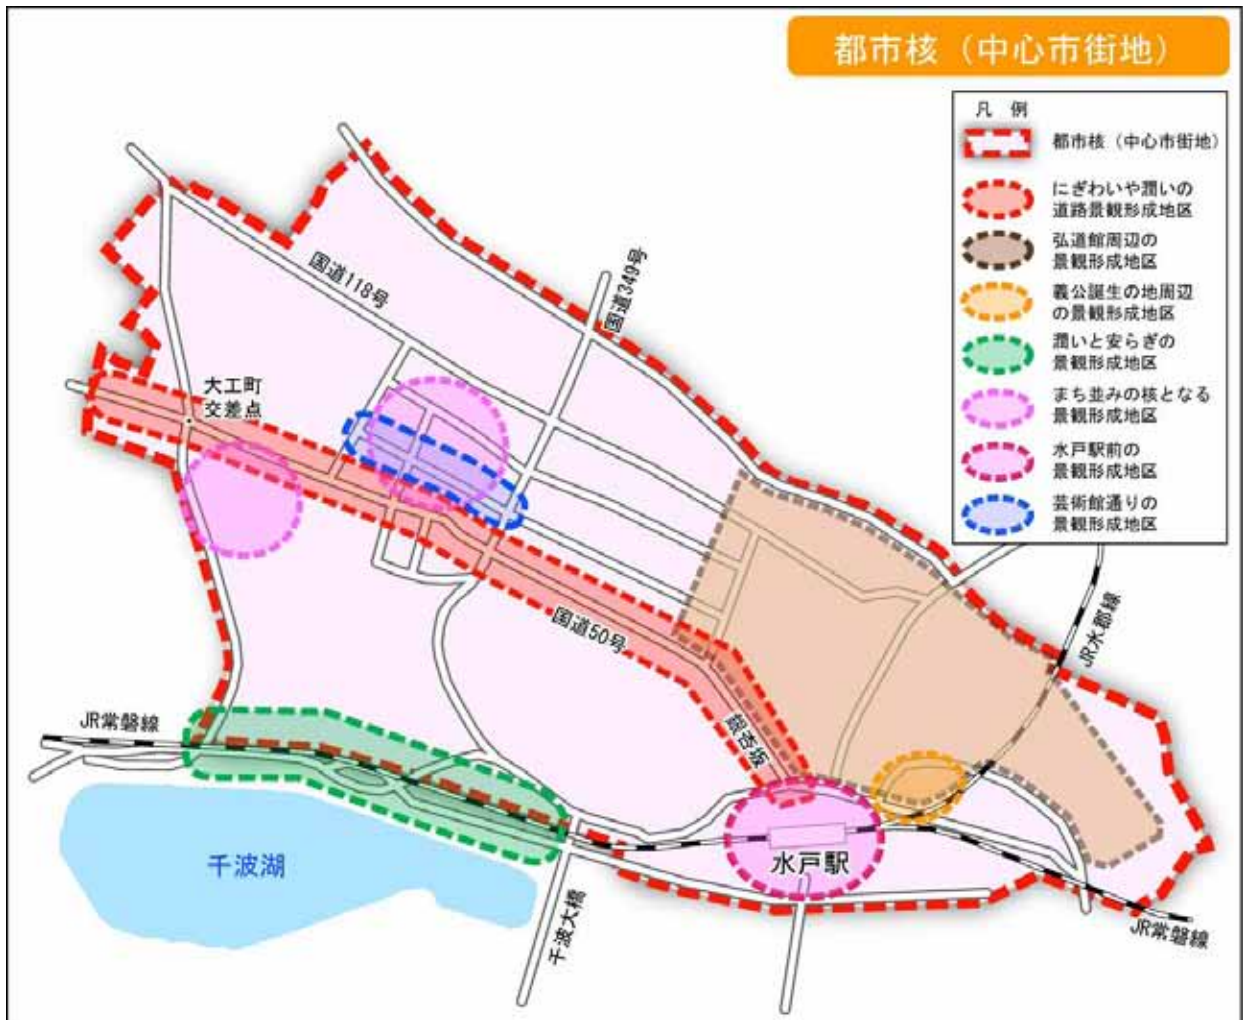 都市核（中心市街地）
凡 例
都市核（中心市街地）
にぎわいや潤いの
道路景観形成地区
弘道館周辺の
景観形成地区
義公誕生の地周辺
の景観形成地区
潤いと安らぎの
景観形成地区
まち並みの核となる
景観形成地区
水戸駅前の
景観形成地区
芸術館通りの
景観形成地区
国道118号
国道349号
大工町
交差点
国道50号
銀杏坂
JR水郡線
JR常磐線
千波湖
水戸駅
千波大橋
JR常磐線